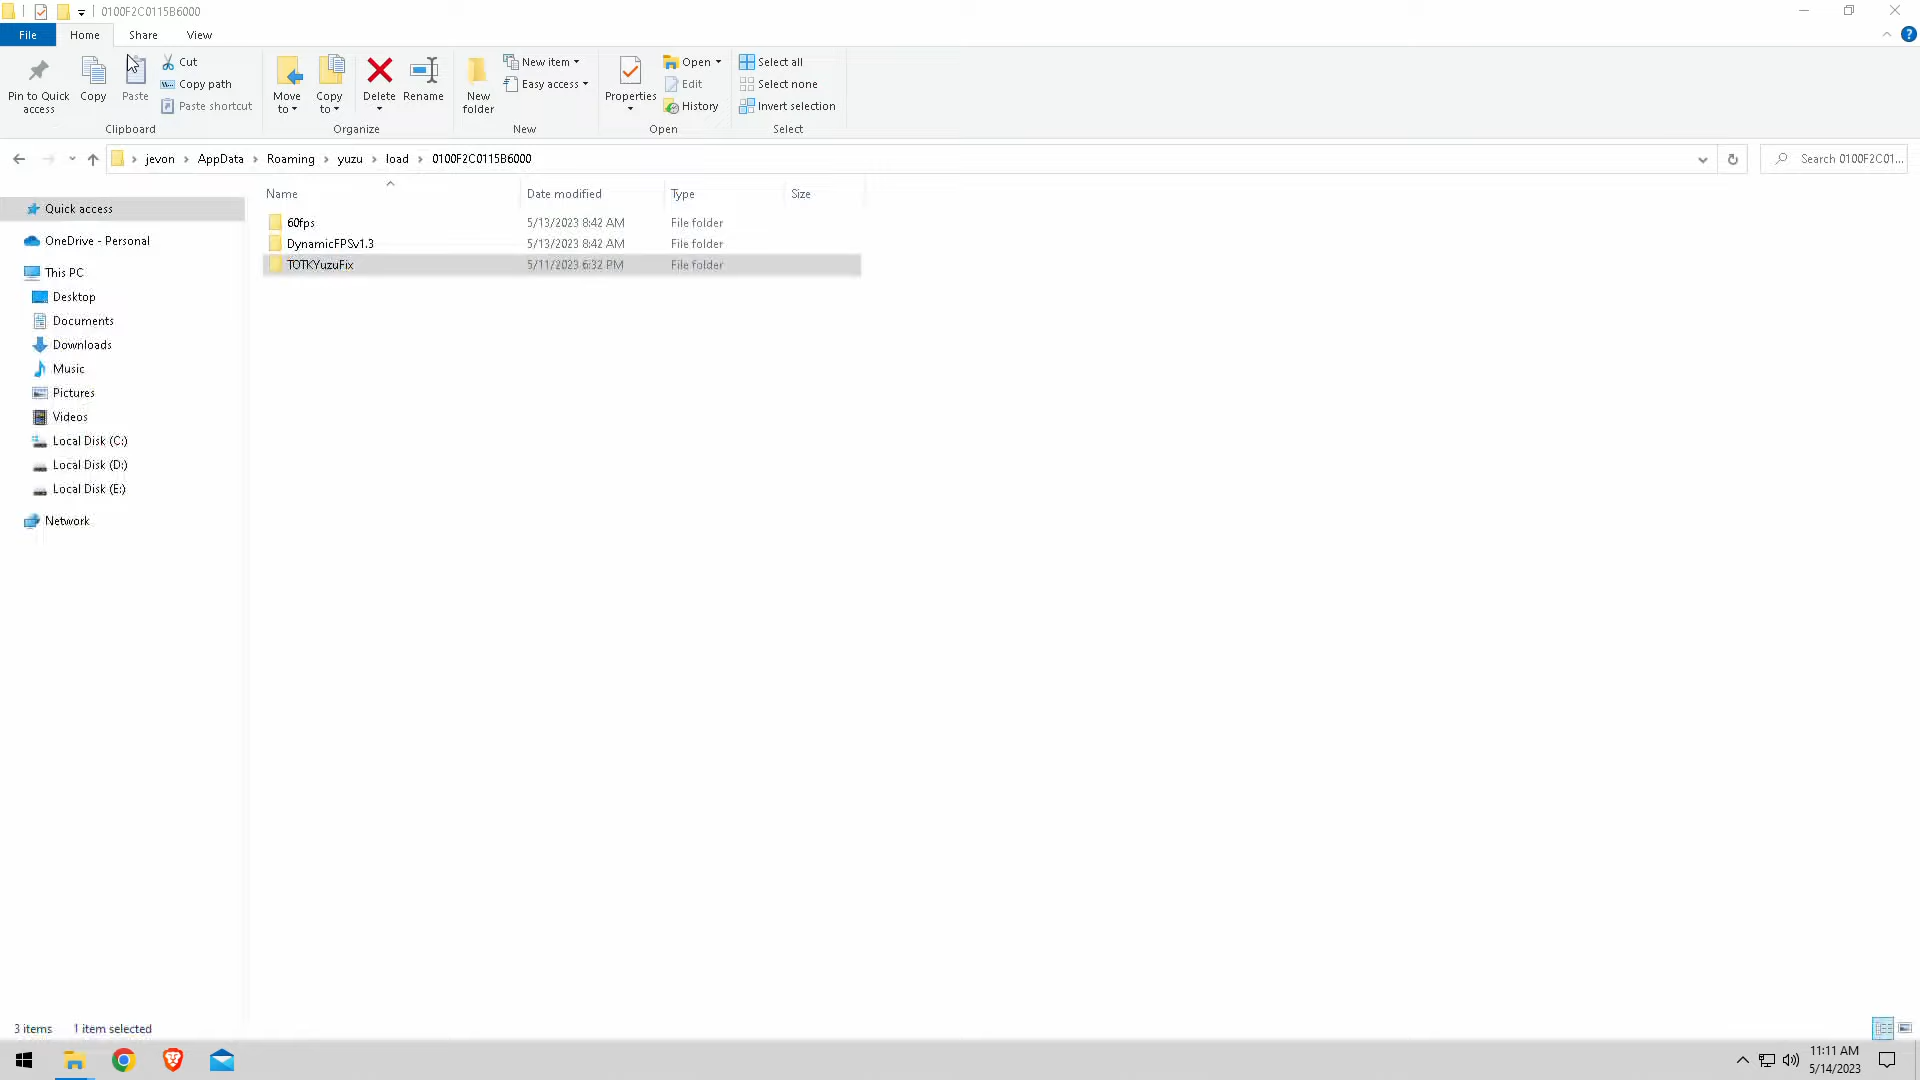 0100F2C0115B6000
File Home Share View
Pin to Quick access
Copy
Paste
Cut
Copy path
Paste shortcut
Clipboard
Move to
Copy to
Delete
Rename
Organize
New folder
New item
Easy access
New
Properties
Open
Edit
History
Open
Select all
Select none
Invert selection
Select
jevon AppData Roaming yuzu load 0100F2C0115B6000
Search 0100F2C01...
Quick access
OneDrive - Personal
This PC
Desktop
Documents
Downloads
Music
Pictures
Videos
Local Disk (C:)
Local Disk (D:)
Local Disk (E:)
Network
Name Date modified Type Size
60fps 5/13/2023 8:42 AM File folder
DynamicFPSv1.3 5/13/2023 8:42 AM File folder
TOTKYuzuFix 5/11/2023 6:32 PM File folder
3 items 1 item selected
11:11 AM
5/14/2023